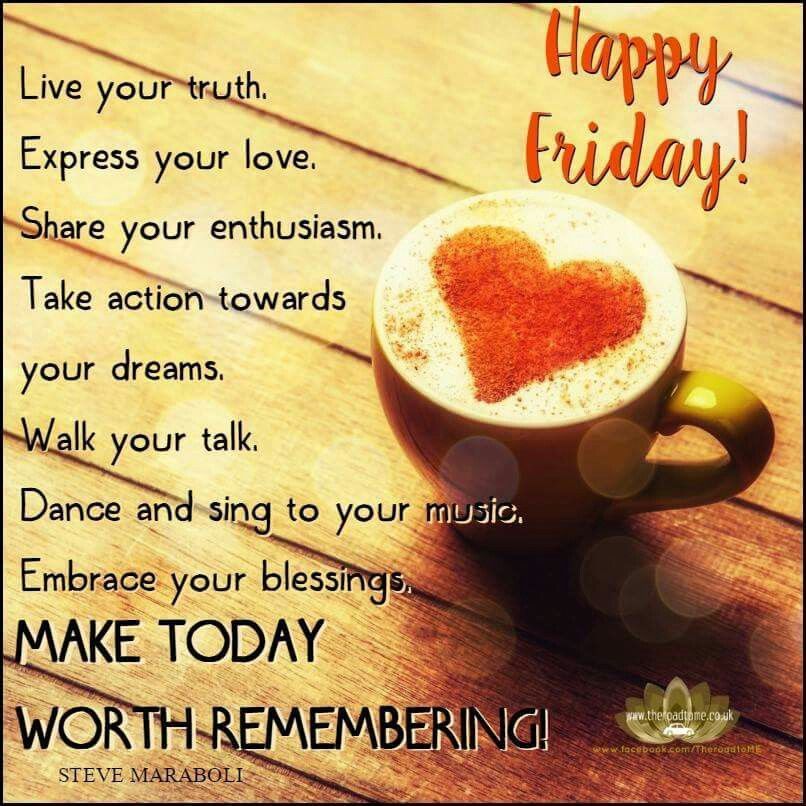 Happy
Friday!
Live your truth.
Express your love.
Share your enthusiasm.
Take action towards
your dreams.
Walk your talk.
Dance and sing to your music.
Embrace your blessings.
MAKE TODAY
WORTH REMEMBERING!
STEVE MARABOLI
www.theroadtome.co.uk
www.facebook.com/TheroadtoME